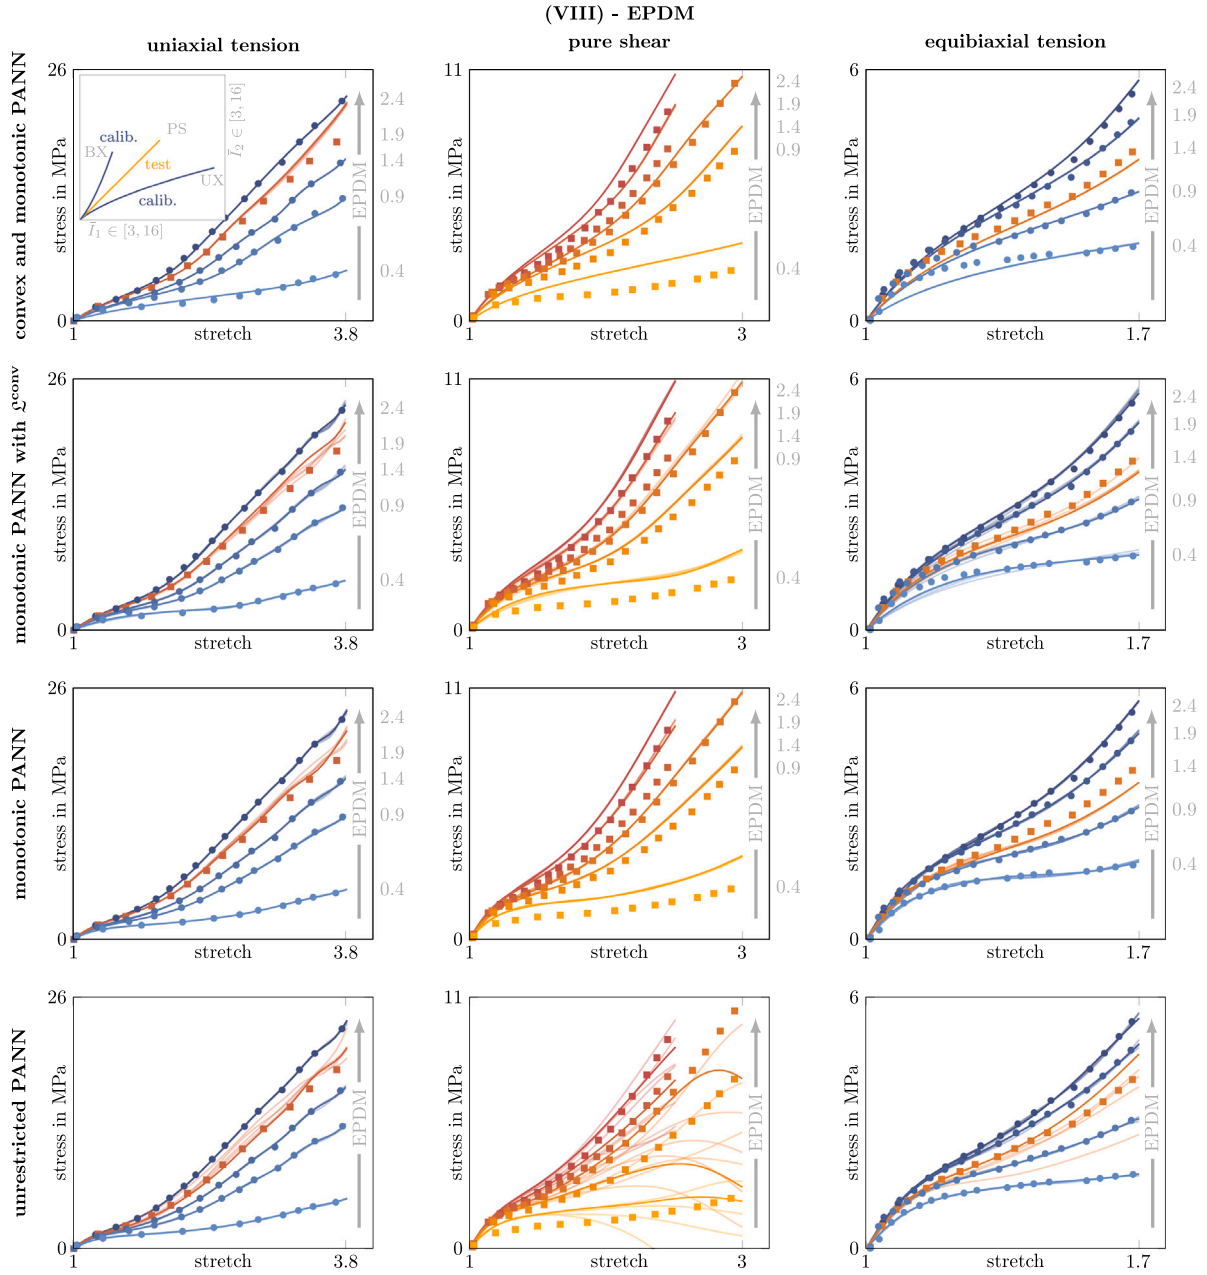 (VIII) - EPDM
uniaxial tension
pure shear
equibiaxial tension
convex and monotonic PANN
stress in MPa
26
0
1
stretch
3.8
calib.
BX
PS
test
UX
calib.
Ī₁ ∈ [3, 16]
Ī₂ ∈ [3, 16]
EPDM
2.4
1.9
1.4
0.9
0.4
stress in MPa
11
0
1
stretch
3
EPDM
2.4
1.9
1.4
0.9
0.4
stress in MPa
6
0
1
stretch
1.7
EPDM
2.4
1.9
1.4
0.9
0.4
monotonic PANN with 𝔏ᶜᵒⁿᵛ
stress in MPa
26
0
1
stretch
3.8
EPDM
2.4
1.9
1.4
0.9
0.4
stress in MPa
11
0
1
stretch
3
EPDM
2.4
1.9
1.4
0.9
0.4
stress in MPa
6
0
1
stretch
1.7
EPDM
2.4
1.9
1.4
0.9
0.4
monotonic PANN
stress in MPa
26
0
1
stretch
3.8
EPDM
2.4
1.9
1.4
0.9
0.4
stress in MPa
11
0
1
stretch
3
EPDM
2.4
1.9
1.4
0.9
0.4
stress in MPa
6
0
1
stretch
1.7
EPDM
2.4
1.9
1.4
0.9
0.4
unrestricted PANN
stress in MPa
26
0
1
stretch
3.8
EPDM
stress in MPa
11
0
1
stretch
3
EPDM
stress in MPa
6
0
1
stretch
1.7
EPDM